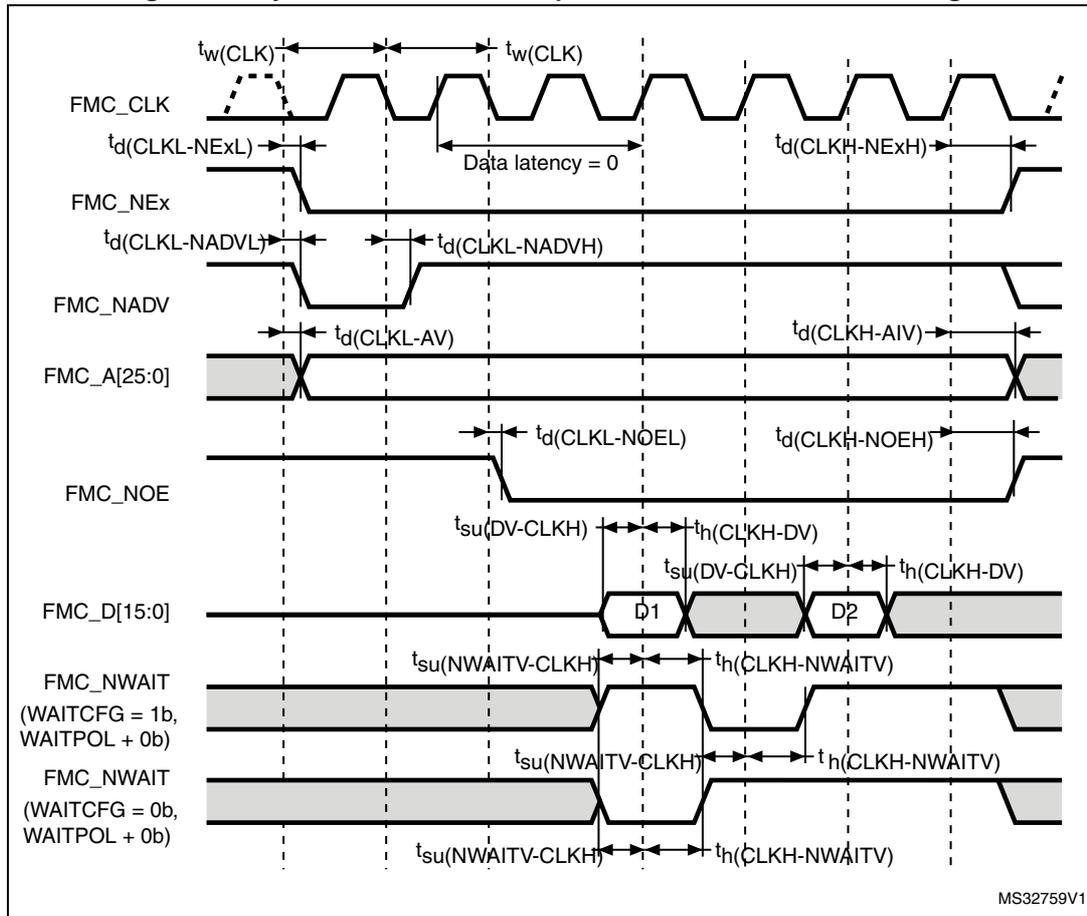 tw(CLK)
tw(CLK)
FMC_CLK
td(CLKL-NExL)
Data latency = 0
td(CLKH-NExH)
FMC_NEx
td(CLKL-NADVL)
td(CLKL-NADVH)
FMC_NADV
td(CLKL-AV)
td(CLKH-AIV)
FMC_A[25:0]
td(CLKL-NOEL)
td(CLKH-NOEH)
FMC_NOE
tsu(DV-CLKH)
th(CLKH-DV)
tsu(DV-CLKH)
th(CLKH-DV)
FMC_D[15:0]
D1
D2
tsu(NWAITV-CLKH)
th(CLKH-NWAITV)
FMC_NWAIT
(WAITCFG = 1b,
WAITPOL + 0b)
tsu(NWAITV-CLKH)
th(CLKH-NWAITV)
FMC_NWAIT
(WAITCFG = 0b,
WAITPOL + 0b)
tsu(NWAITV-CLKH)
th(CLKH-NWAITV)
MS32759V1